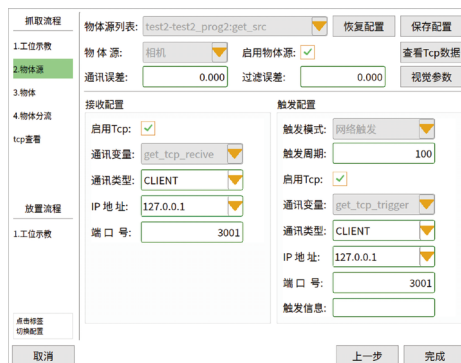 抓取流程
1.工位示教
2.物体源
3.物体
4.物体分流
tcp查看
放置流程
1.工位示教
点击标签
切换配置
取消
物体源列表: test2-test2_prog2:get_src 恢复配置 保存配置
物 体 源: 相机 启用物体源: 查看Tcp数据
通讯误差: 0.000 过滤误差: 0.000 视觉参数
接收配置
启用Tcp:
通讯变量: get_tcp_recive
通讯类型: CLIENT
IP 地 址: 127.0.0.1
端 口 号: 3001
触发配置
触发模式: 网络触发
触发周期: 100
启用Tcp:
通讯变量: get_tcp_trigger
通讯类型: CLIENT
IP 地 址: 127.0.0.1
端 口 号: 3001
触发信息:
上一步 完成